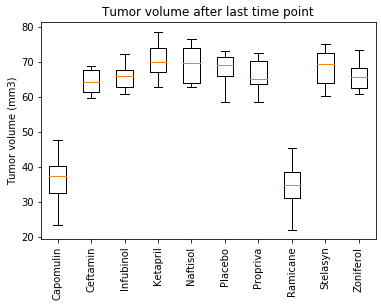 Tumor volume after last time point
Tumor volume (mm3)
80
70
60
50
40
30
20
Capomulin
Ceftamin
Infubinol
Ketapril
Naftisol
Placebo
Propriva
Ramicane
Stelasyn
Zoniferol